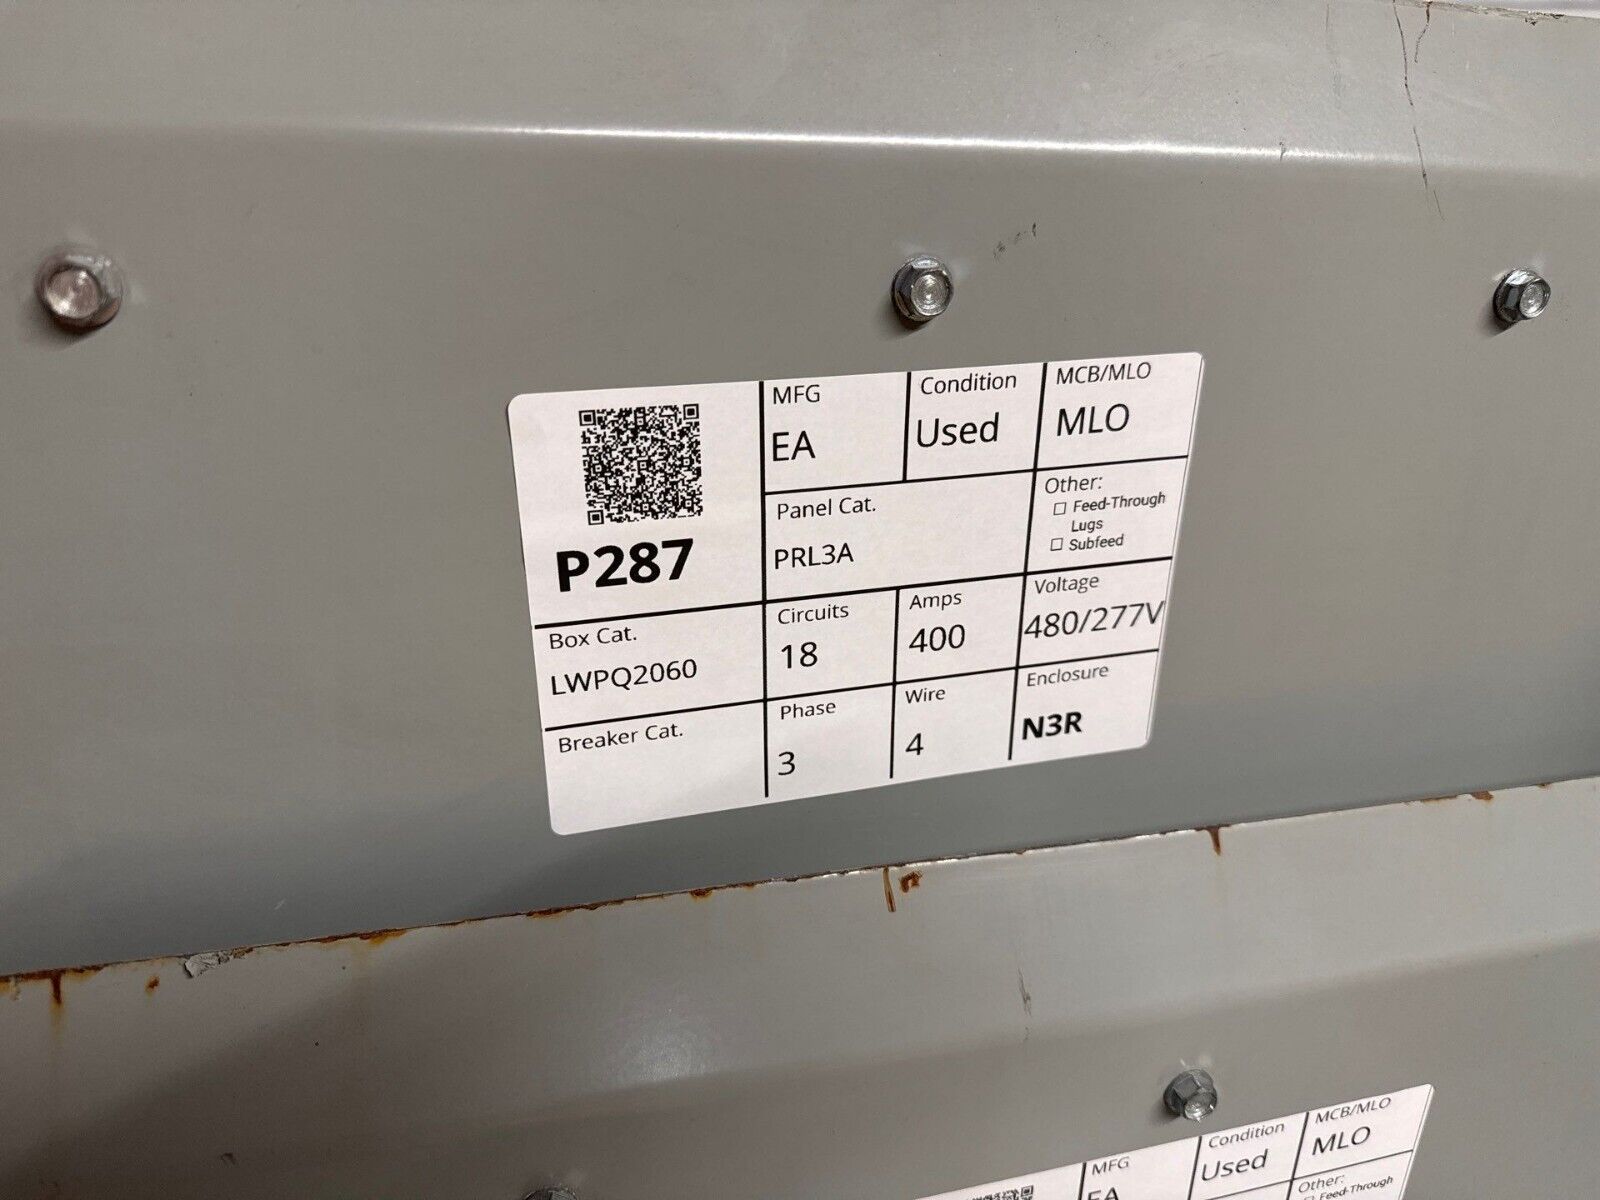 P287
MFG
EA
Condition
Used
MCB/MLO
MLO
Panel Cat.
PRL3A
Other:
☐ Feed-Through
Lugs
☐ Subfeed
Box Cat.
LWPQ2060
Circuits
18
Amps
400
Voltage
480/277V
Breaker Cat.
Phase
3
Wire
4
Enclosure
N3R
MFG
EA
Condition
Used
MCB/MLO
MLO
Other:
Feed-Through